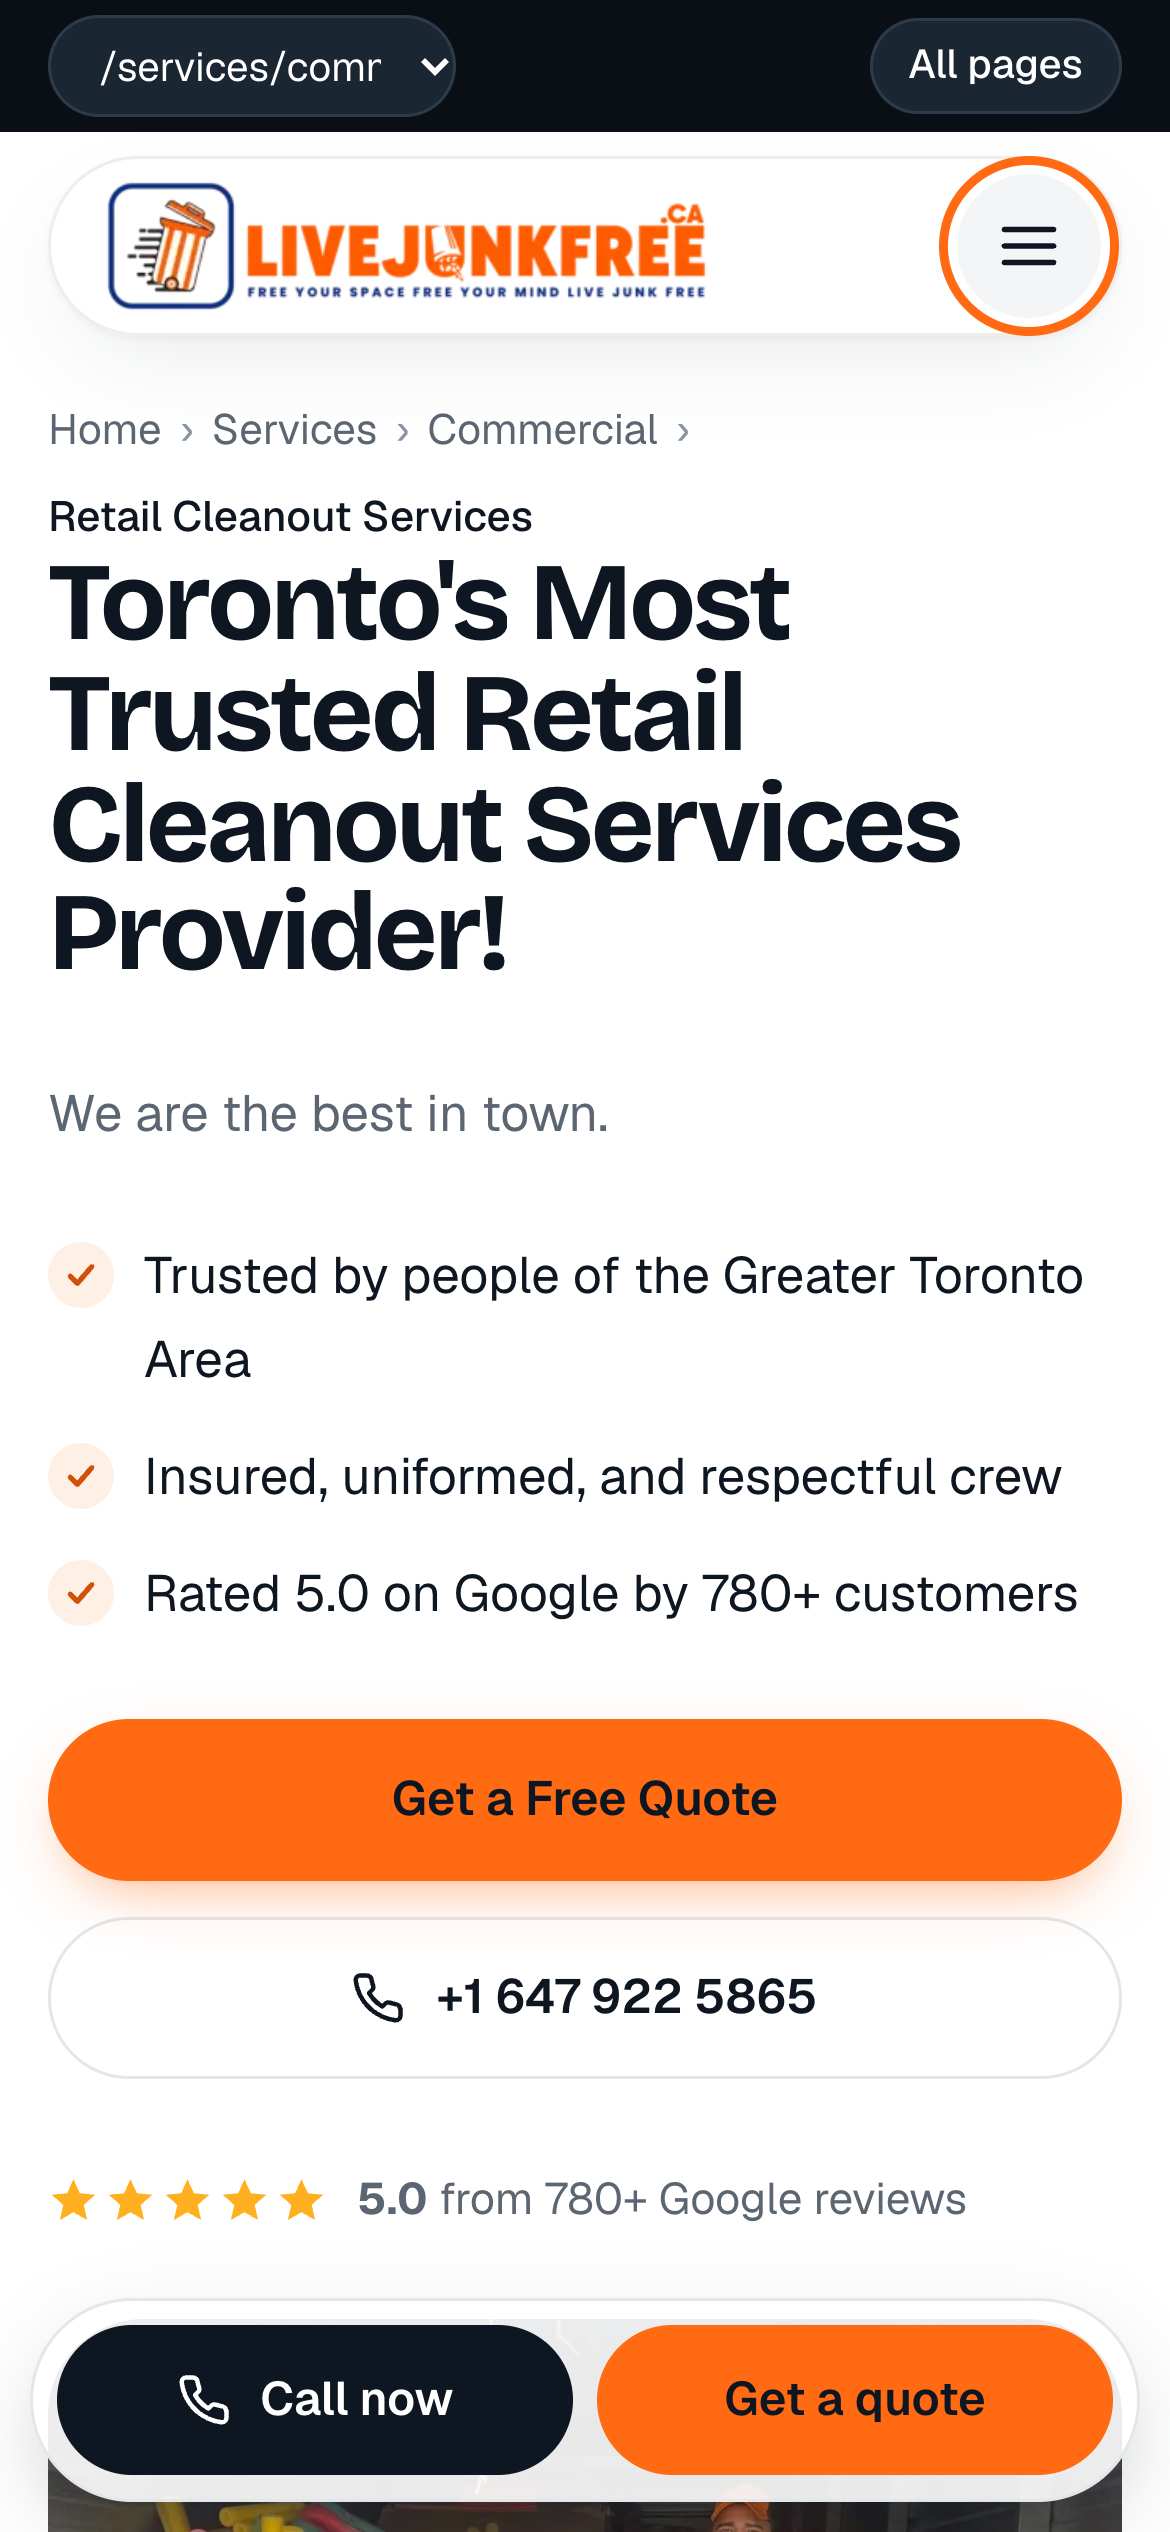 /services/comr
All pages
LIVEJUNKFREE
.CA
FREE YOUR SPACE FREE YOUR MIND LIVE JUNK FREE
Home › Services › Commercial ›
Retail Cleanout Services
Toronto's Most
Trusted Retail
Cleanout Services
Provider!
We are the best in town.
Trusted by people of the Greater Toronto
Area
Insured, uniformed, and respectful crew
Rated 5.0 on Google by 780+ customers
Get a Free Quote
+1 647 922 5865
5.0 from 780+ Google reviews
Call now
Get a quote